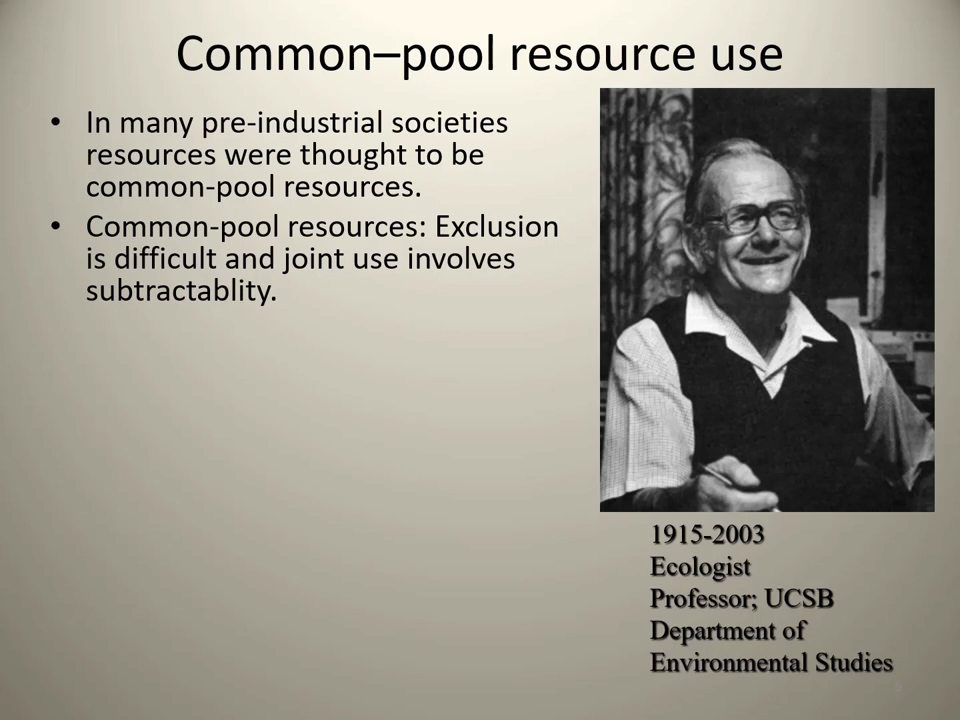 Common–pool resource use
• In many pre-industrial societies
resources were thought to be
common-pool resources.
• Common-pool resources: Exclusion
is difficult and joint use involves
subtractablity.
1915-2003
Ecologist
Professor; UCSB
Department of
Environmental Studies